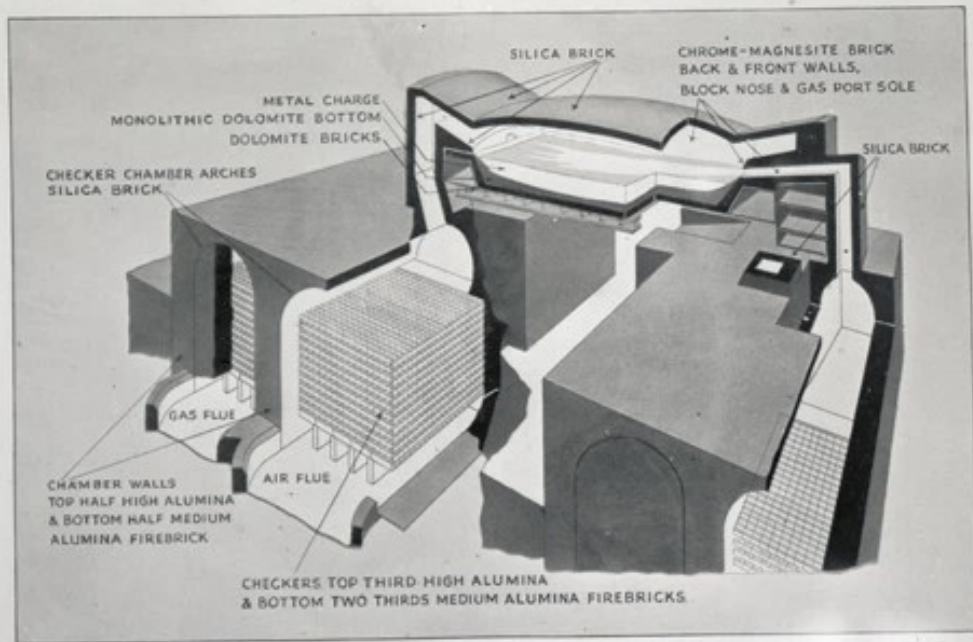 SILICA BRICK
CHROME-MAGNESITE BRICK
BACK & FRONT WALLS,
BLOCK NOSE & GAS PORT SOLE
METAL CHARGE
MONOLITHIC DOLOMITE BOTTOM
DOLOMITE BRICKS
SILICA BRICK
CHECKER CHAMBER ARCHES
SILICA BRICK
GAS FLUE
AIR FLUE
CHAMBER WALLS
TOP HALF HIGH ALUMINA
& BOTTOM HALF MEDIUM
ALUMINA FIREBRICK
CHECKERS TOP THIRD HIGH ALUMINA
& BOTTOM TWO THIRDS MEDIUM ALUMINA FIREBRICKS.